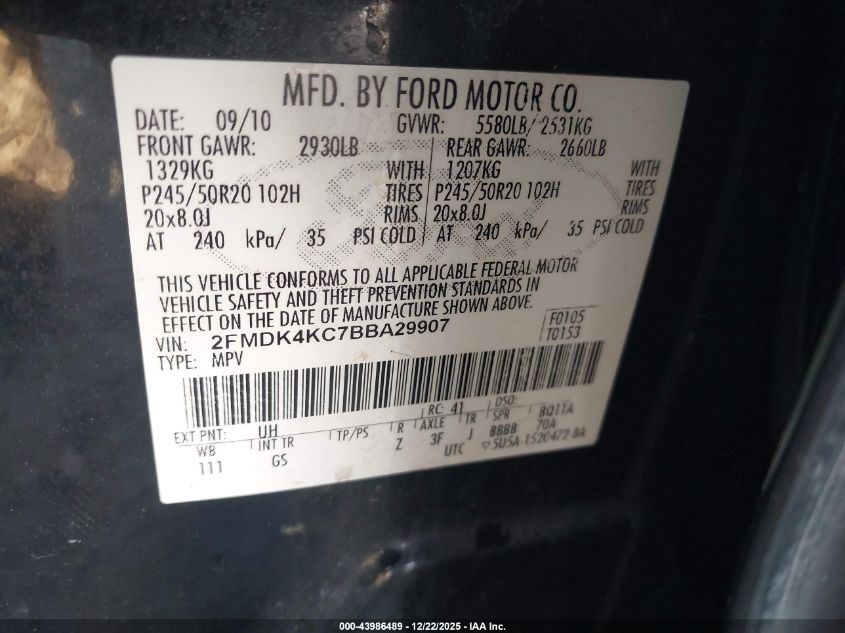 MFD. BY FORD MOTOR CO.
DATE: 09/10 GVWR: 5580LB/ 2531KG
FRONT GAWR: 2930LB REAR GAWR: 2660LB
1329KG WITH 1207KG WITH
P245/50R20 102H TIRES P245/50R20 102H TIRES
20x8.0J RIMS 20x8.0J RIMS
AT 240 kPa/ 35 PSI COLD AT 240 kPa/ 35 PSI COLD
THIS VEHICLE CONFORMS TO ALL APPLICABLE FEDERAL MOTOR
VEHICLE SAFETY AND THEFT PREVENTION STANDARDS IN
EFFECT ON THE DATE OF MANUFACTURE SHOWN ABOVE.
VIN: 2FMDK4KC7BBA29907 F0105
TYPE: MPV T0153
EXT PNT: UH RC: 41 DSO:
WB INT TR TP/PS R AXLE TR SPR BQ11A
111 GS Z 3F J BBBB 70A
UTC ▽5U5A-1520472-BA
000-43986489 - 12/22/2025 - IAA Inc.